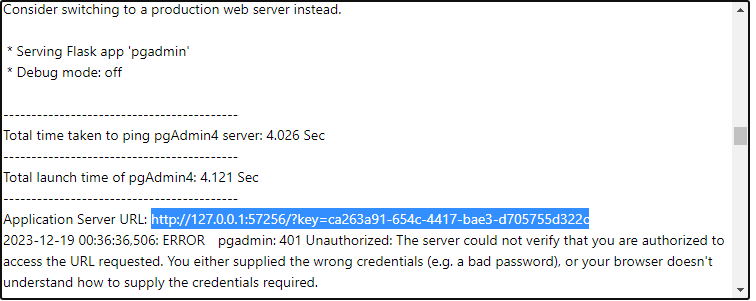 Consider switching to a production web server instead.
* Serving Flask app 'pgadmin'
* Debug mode: off
----------------------------------------
Total time taken to ping pgAdmin4 server: 4.026 Sec
----------------------------------------
Total launch time of pgAdmin4: 4.121 Sec
----------------------------------------
Application Server URL: http://127.0.0.1:57256/?key=ca263a91-654c-4417-bae3-d705755d322c
2023-12-19 00:36:36,506: ERROR pgadmin: 401 Unauthorized: The server could not verify that you are authorized to
access the URL requested. You either supplied the wrong credentials (e.g. a bad password), or your browser doesn't
understand how to supply the credentials required.